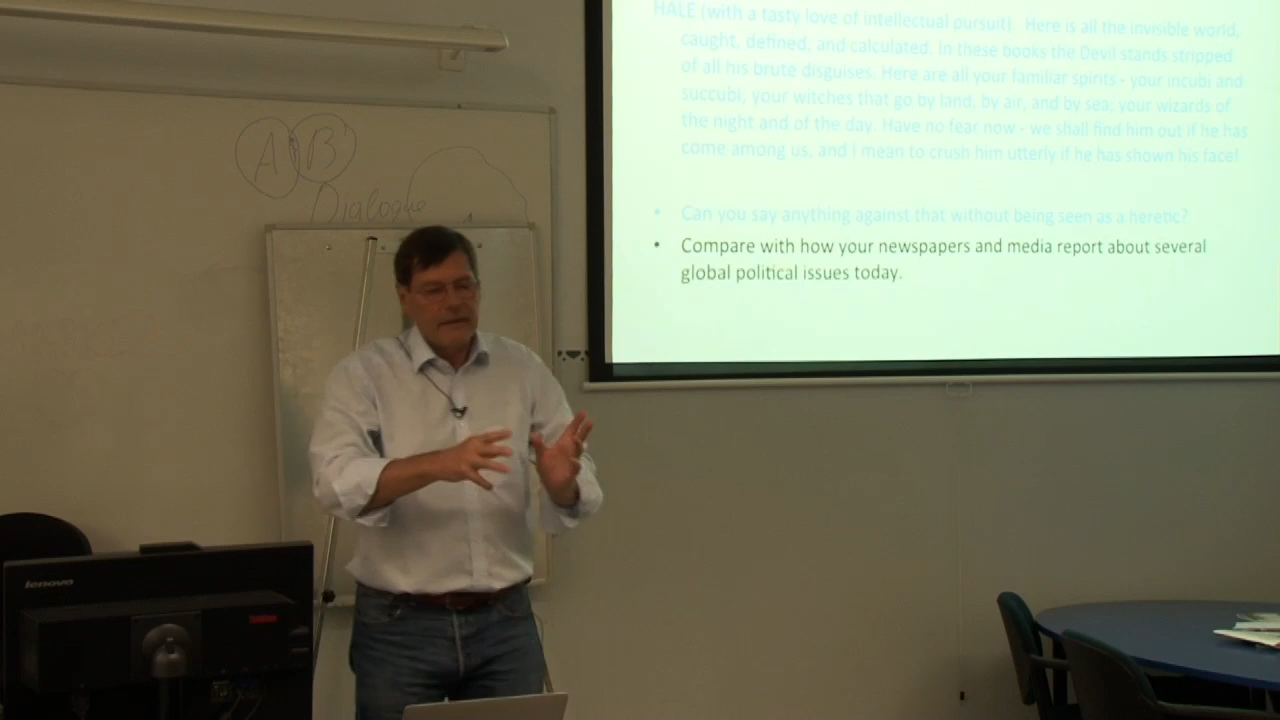 HALE (with a tasty love of intellectual pursuit). Here is all the invisible world,
caught, defined, and calculated. In these books the Devil stands stripped
of all his brute disguises. Here are all your familiar spirits - your incubi and
succubi; your witches that go by land, by air, and by sea; your wizards of
the night and of the day. Have no fear now - we shall find him out if he has
come among us, and I mean to crush him utterly if he has shown his face!
• Can you say anything against that without being seen as a heretic?
• Compare with how your newspapers and media report about several
global political issues today.
A B
Dialogue
lenovo